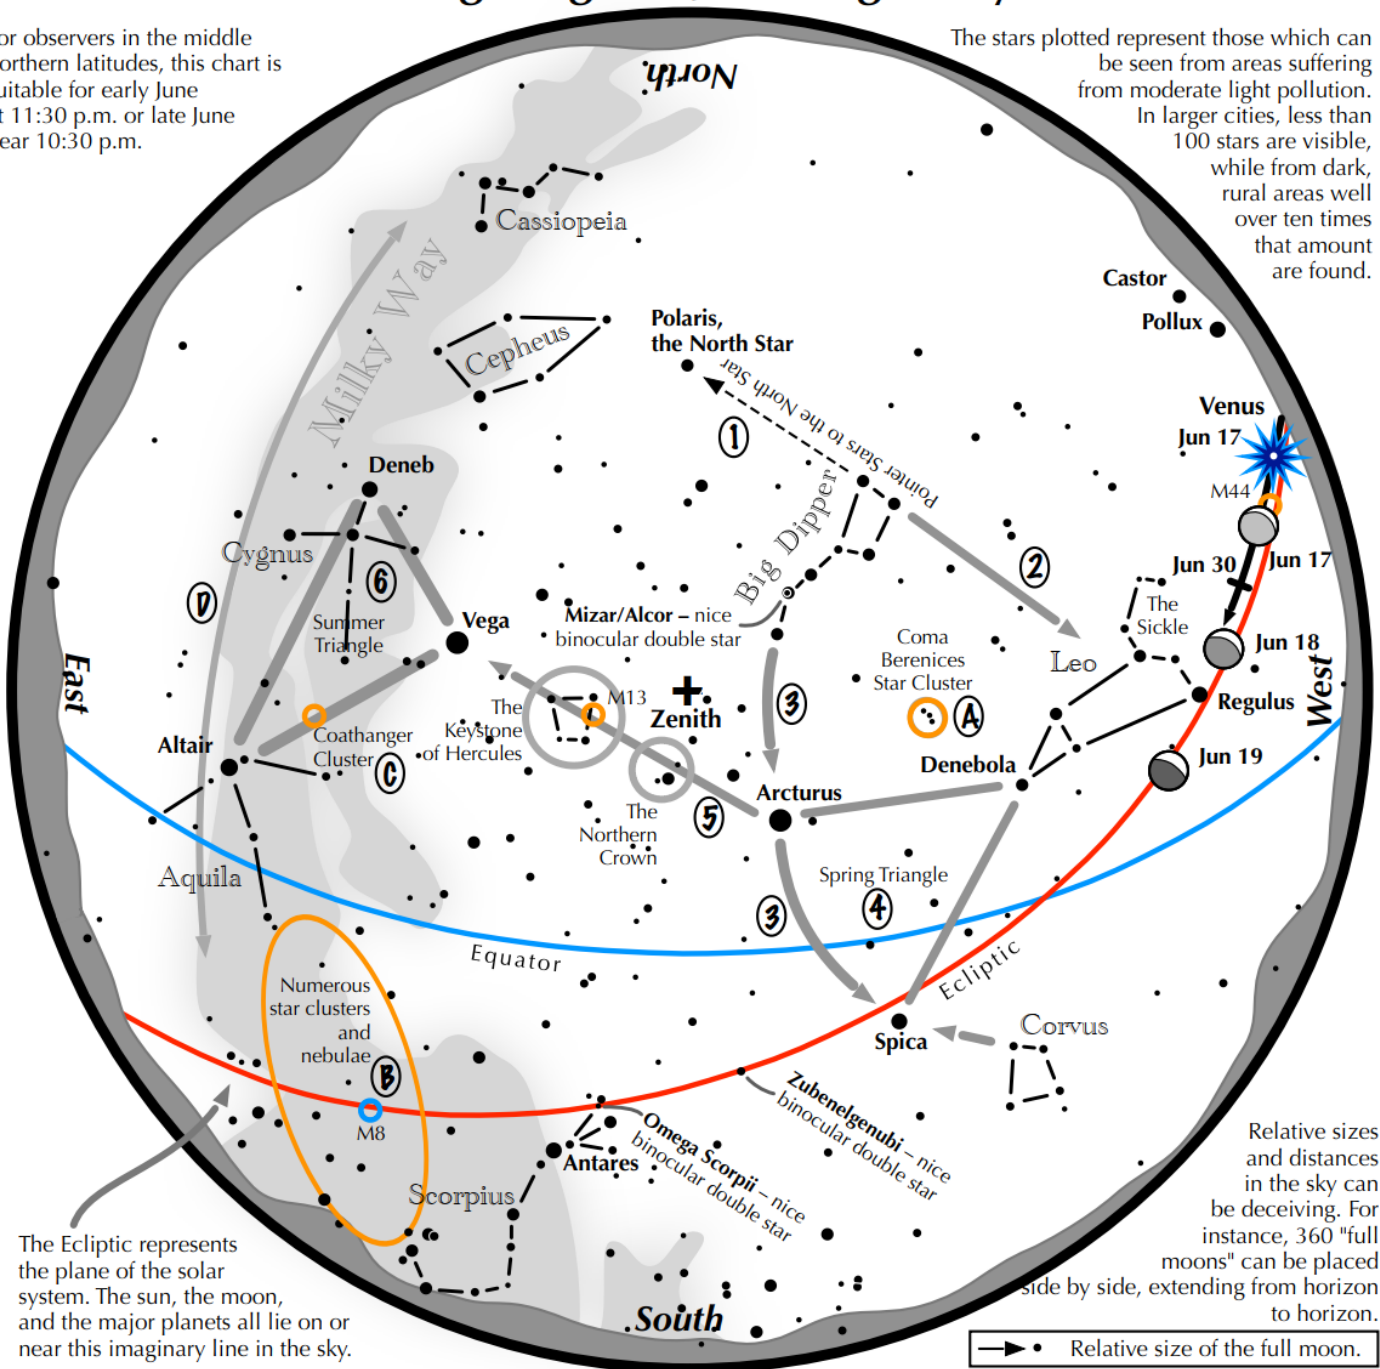 or observers in the middle
orthern latitudes, this chart is
uitable for early June
t 11:30 p.m. or late June
ear 10:30 p.m.
The stars plotted represent those which can
be seen from areas suffering
from moderate light pollution.
In larger cities, less than
100 stars are visible,
while from dark,
rural areas well
over ten times
that amount
are found.
North
Cassiopeia
Milky Way
Castor
Pollux
Cepheus
Polaris,
the North Star
Pointer Stars to the North Star
1
Venus
Jun 17
M44
Deneb
Cygnus
Big Dipper
2
Jun 30
Jun 17
D
6
Summer
Triangle
Vega
Mizar/Alcor – nice
binocular double star
Coma
Berenices
Star Cluster
A
The
Sickle
Leo
Jun 18
East
West
Regulus
M13
The
Keystone
of Hercules
Zenith
3
Altair
Coathanger
Cluster
C
Denebola
Jun 19
Arcturus
The
Northern
Crown
5
Aquila
Spring Triangle
4
3
Equator
Ecliptic
Numerous
star clusters
and
nebulae
B
M8
Spica
Corvus
Zubenelgenubi – nice
binocular double star
Omega Scorpii – nice
binocular double star
Antares
Scorpius
South
The Ecliptic represents
the plane of the solar
system. The sun, the moon,
and the major planets all lie on or
near this imaginary line in the sky.
Relative sizes
and distances
in the sky can
be deceiving. For
instance, 360 "full
moons" can be placed
side by side, extending from horizon
to horizon.
Relative size of the full moon.